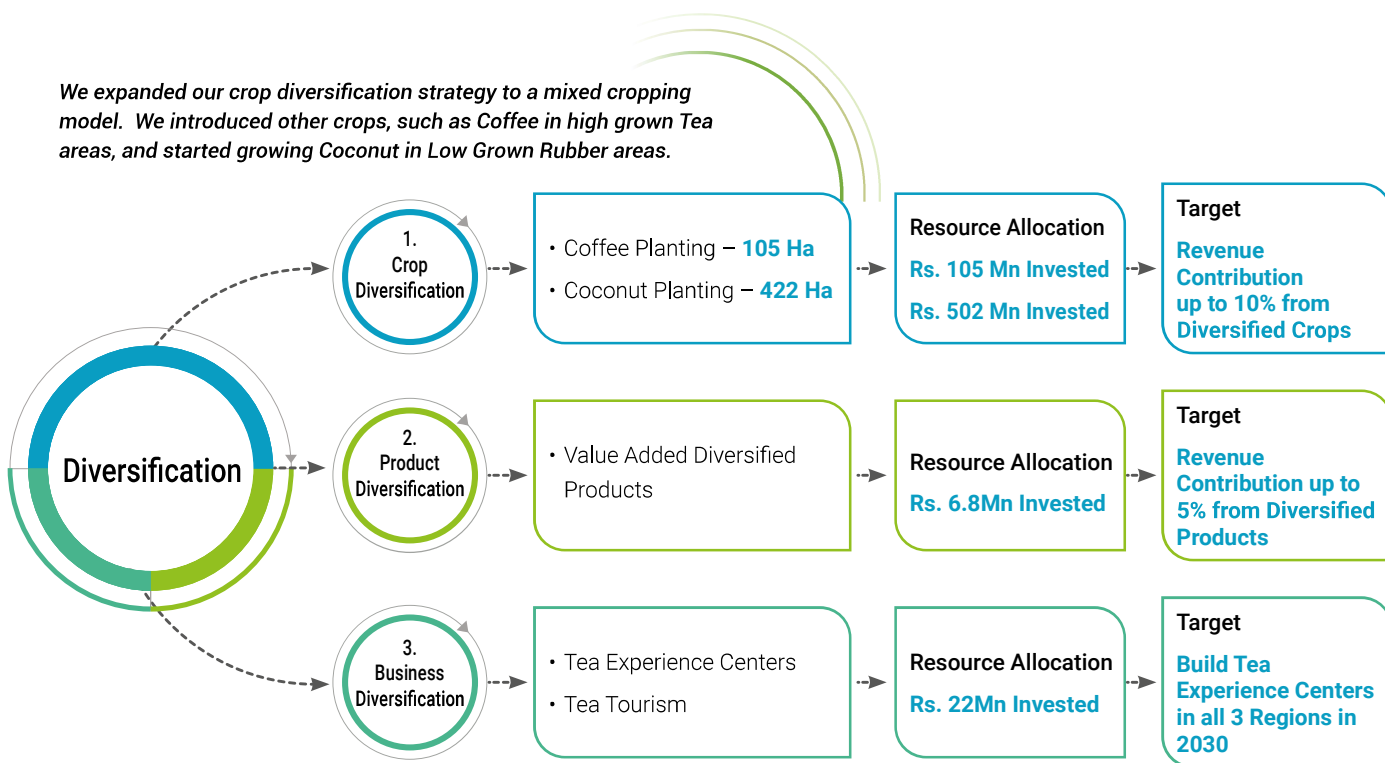 We expanded our crop diversification strategy to a mixed cropping
model. We introduced other crops, such as Coffee in high grown Tea
areas, and started growing Coconut in Low Grown Rubber areas.
Diversification
1.
Crop
Diversification
• Coffee Planting – 105 Ha
• Coconut Planting – 422 Ha
Resource Allocation
Rs. 105 Mn Invested
Rs. 502 Mn Invested
Target
Revenue
Contribution
up to 10% from
Diversified Crops
2.
Product
Diversification
• Value Added Diversified
Products
Resource Allocation
Rs. 6.8Mn Invested
Target
Revenue
Contribution up to
5% from Diversified
Products
3.
Business
Diversification
• Tea Experience Centers
• Tea Tourism
Resource Allocation
Rs. 22Mn Invested
Target
Build Tea
Experience Centers
in all 3 Regions in
2030